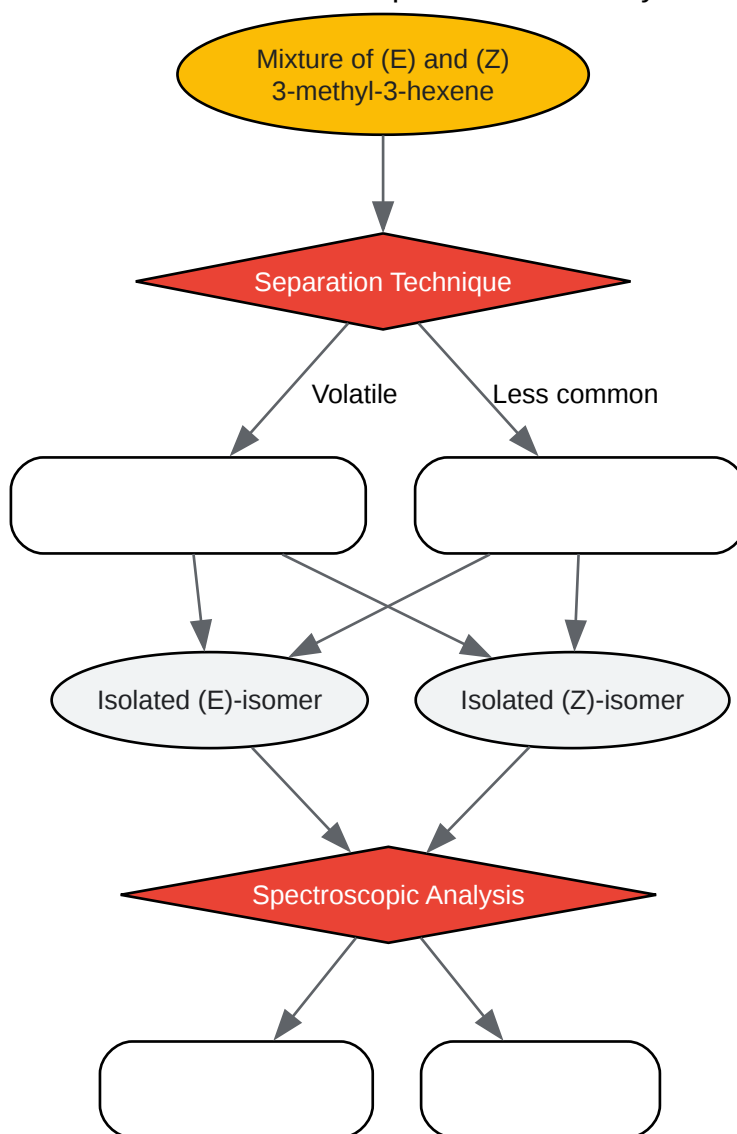 Mixture of (E) and (Z)
3-methyl-3-hexene
Separation Technique
Volatile
Less common
Isolated (E)-isomer
Isolated (Z)-isomer
Spectroscopic Analysis